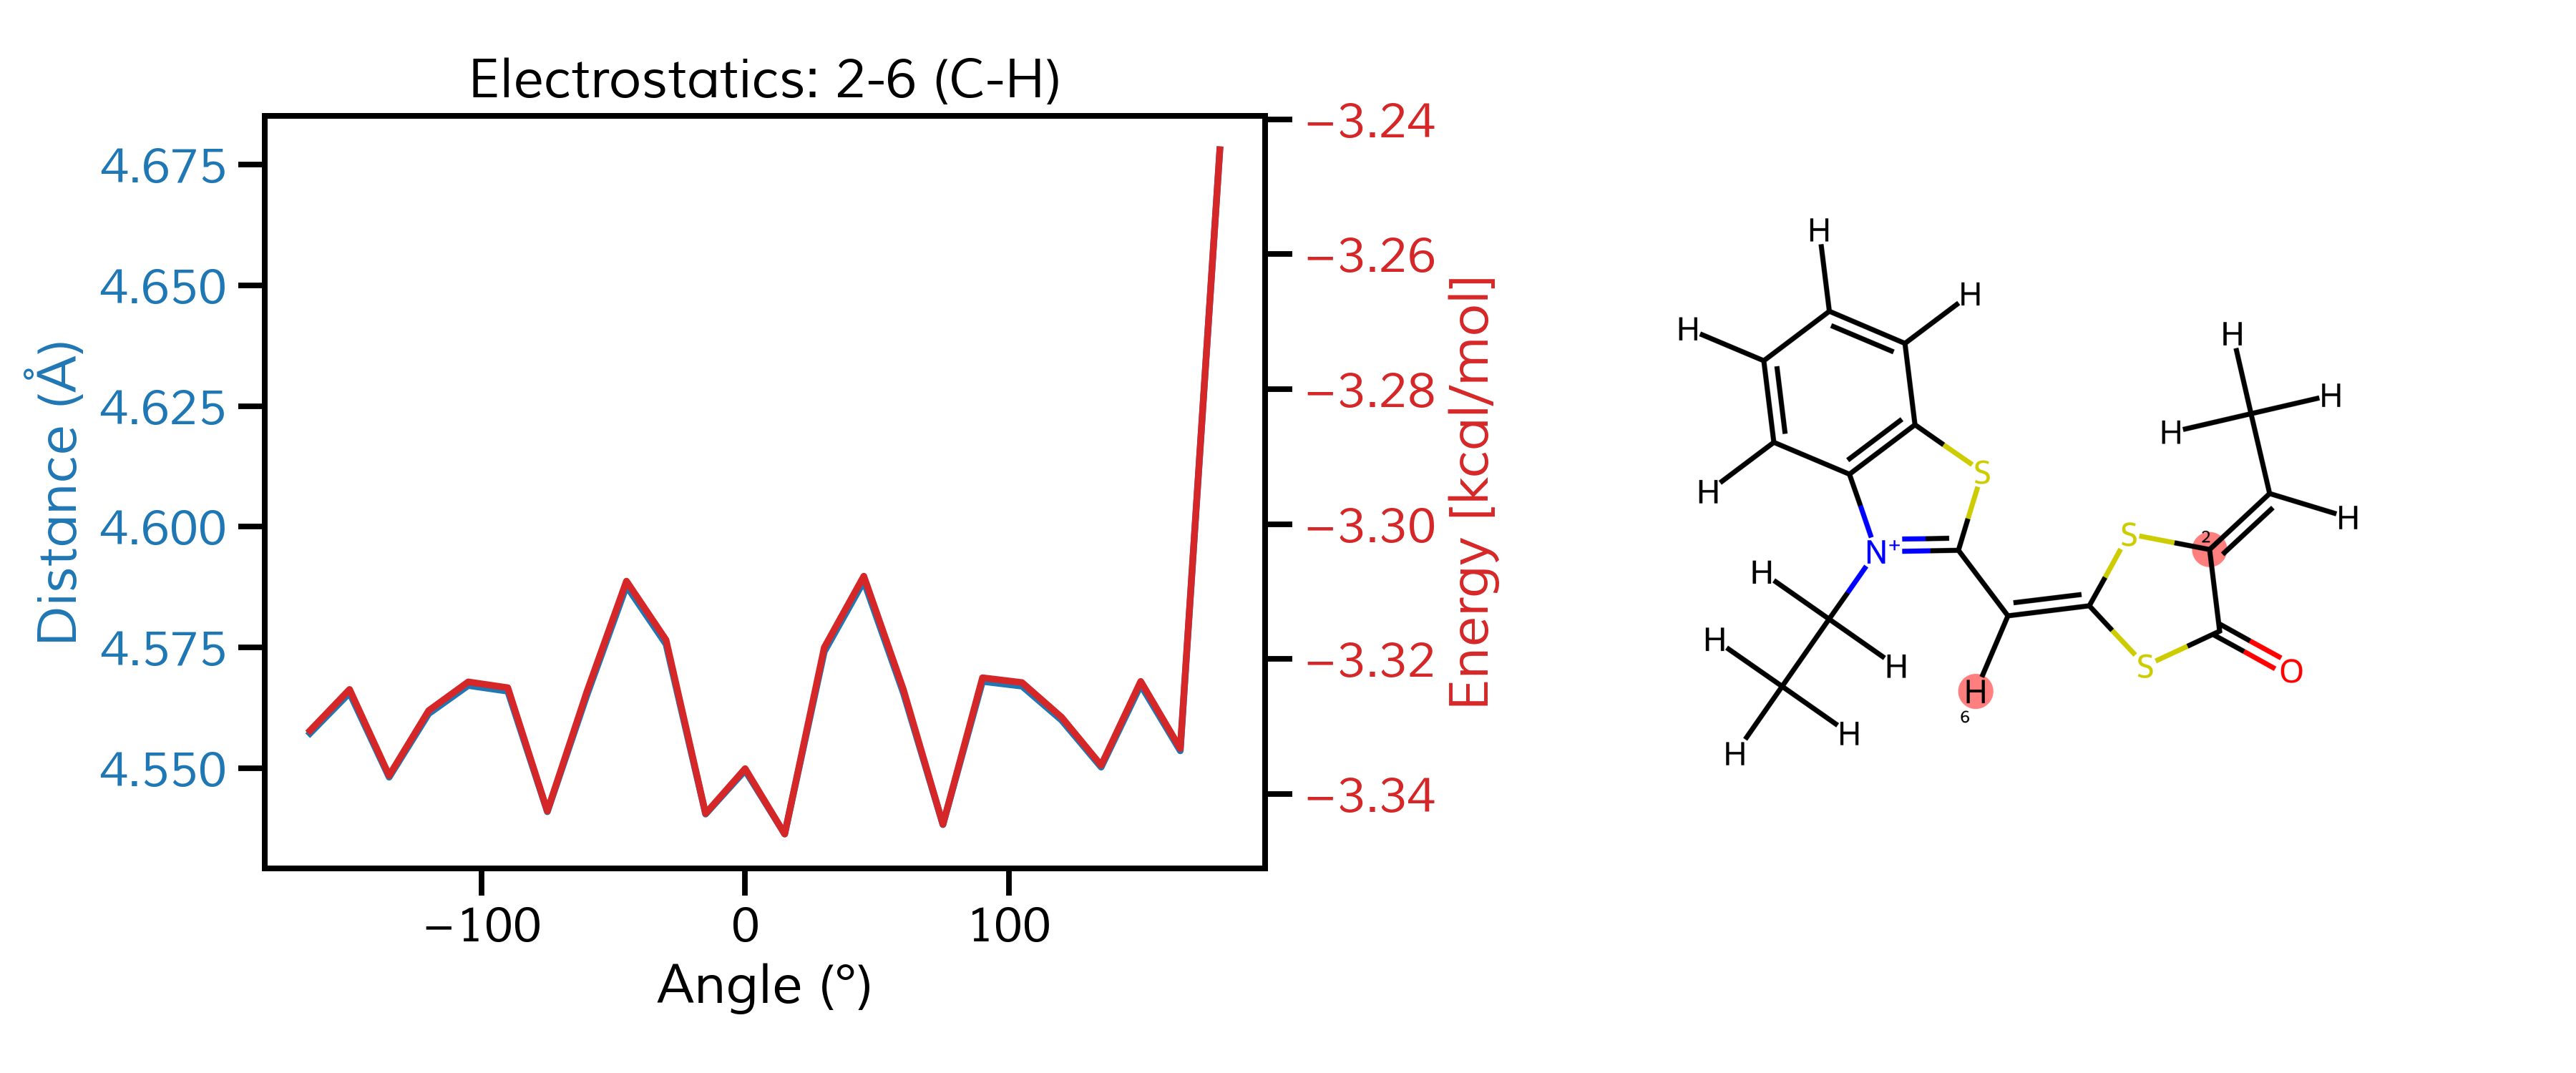 Electrostatics: 2-6 (C-H)
Distance (Å)
4.675
4.650
4.625
4.600
4.575
4.550
−3.24
−3.26
−3.28
−3.30
−3.32
−3.34
Energy [kcal/mol]
−100 0 100
Angle (°)
H
H
H
H
H
H
H
S
H
H
S
2
N+
H
H
H
S
O
H
6
H
H